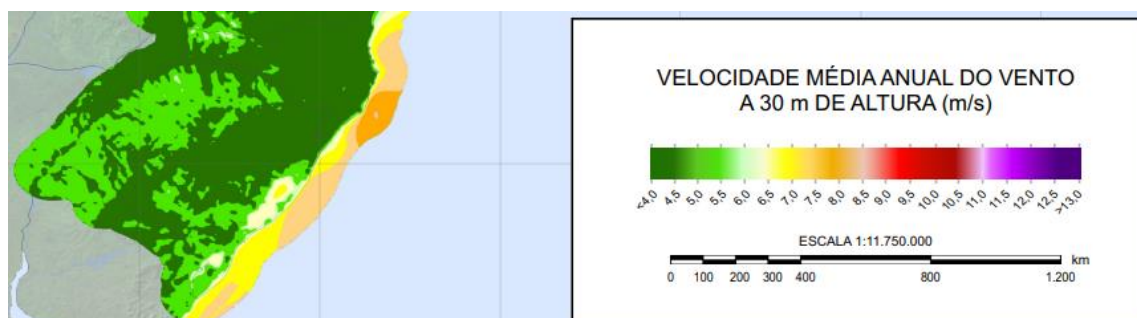 VELOCIDADE MÉDIA ANUAL DO VENTO
A 30 m DE ALTURA (m/s)
<4,0 4,5 5,0 5,5 6,0 6,5 7,0 7,5 8,0 8,5 9,0 9,5 10,0 10,5 11,0 11,5 12,0 12,5 >13,0
ESCALA 1:11.750.000
km
0 100 200 300 400 800 1.200